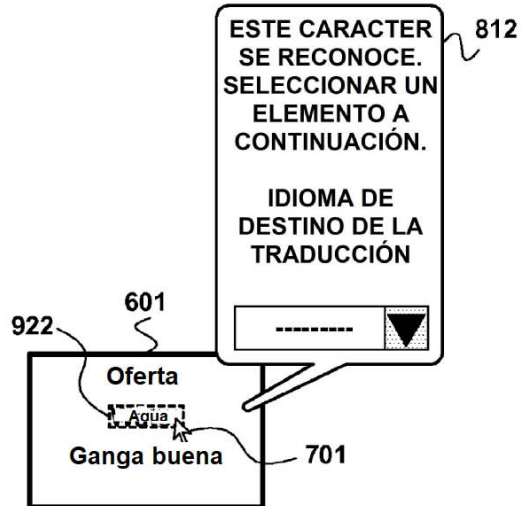 ESTE CARACTER
SE RECONOCE.
SELECCIONAR UN
ELEMENTO A
CONTINUACIÓN.
IDIOMA DE
DESTINO DE LA
TRADUCCIÓN
---------
812
601
922
Oferta
Agua
Ganga buena
701